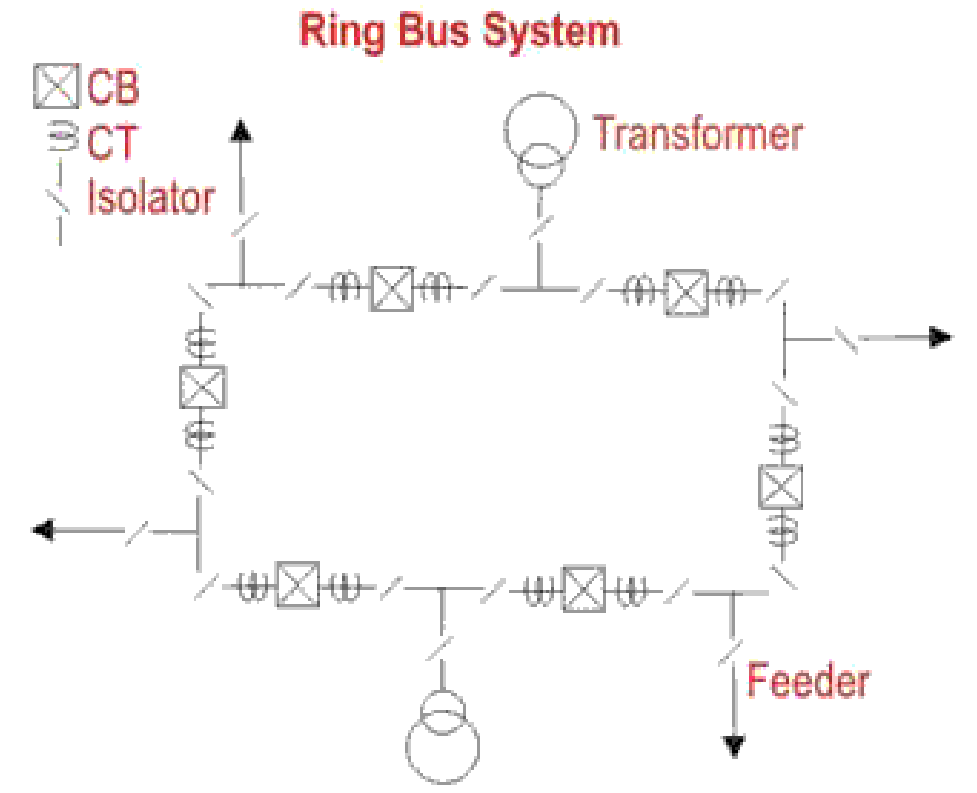 Ring Bus System
CB
CT
Isolator
Transformer
Feeder